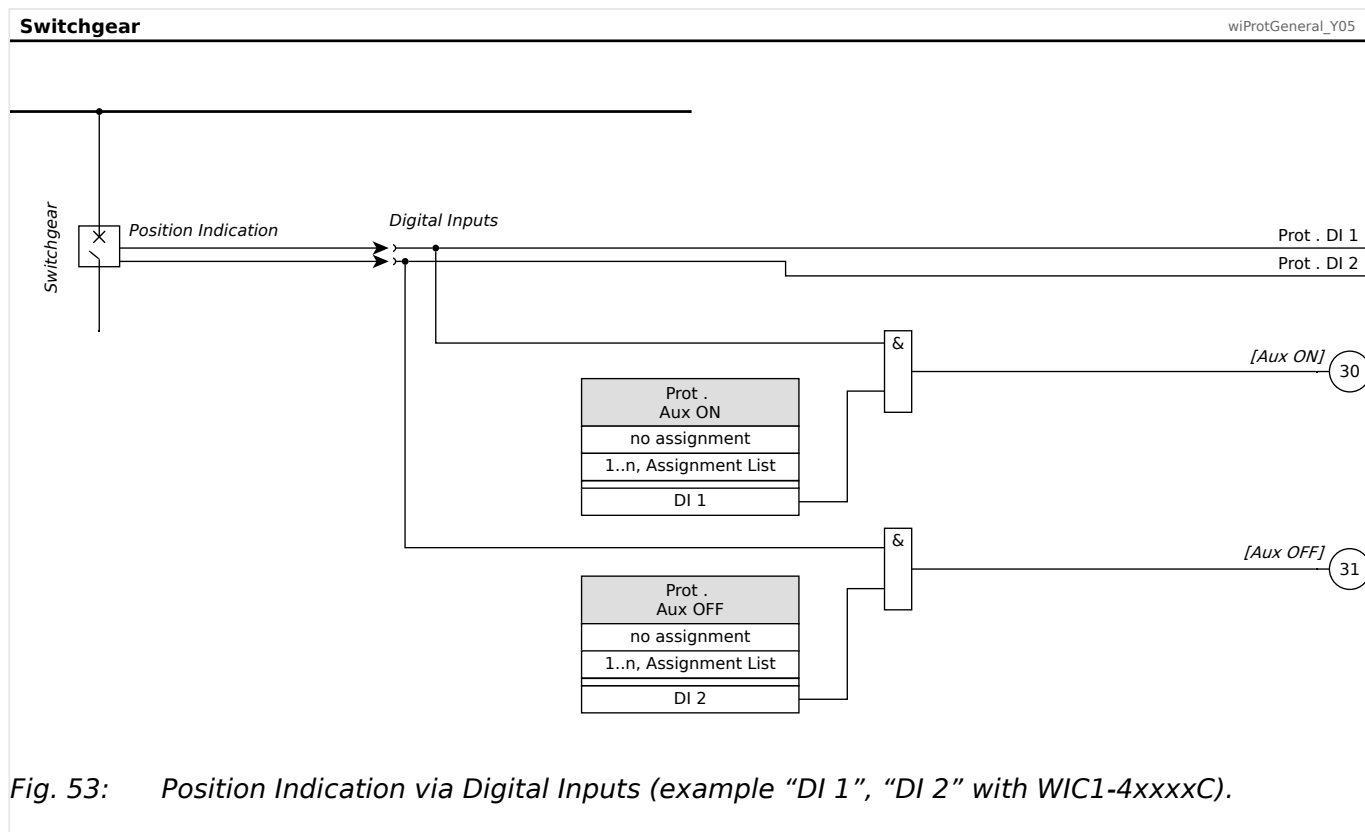 Switchgear
wiProtGeneral_Y05
Switchgear
Position Indication
Digital Inputs
Prot . DI 1
Prot . DI 2
&
[Aux ON]
30
Prot .
Aux ON
no assignment
1..n, Assignment List
DI 1
&
[Aux OFF]
31
Prot .
Aux OFF
no assignment
1..n, Assignment List
DI 2
Fig. 53: Position Indication via Digital Inputs (example “DI 1”, “DI 2” with WIC1-4xxxxC).